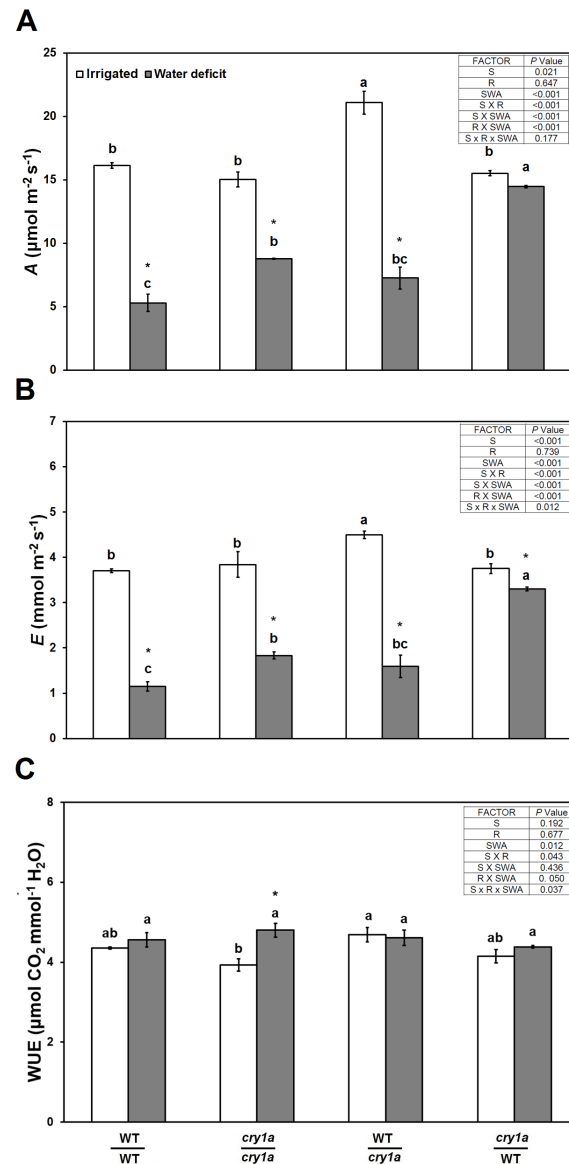 A
25
20
15
10
5
0
A (µmol m⁻² s⁻¹)
Irrigated Water deficit
FACTOR P Value
S 0.021
R 0.647
SWA <0.001
S X R <0.001
S X SWA <0.001
R X SWA <0.001
S x R x SWA 0.177
b
*
c
b
*
b
a
*
bc
b
a
B
7
6
5
4
3
2
1
0
E (mmol m⁻² s⁻¹)
FACTOR P Value
S <0.001
R 0.739
SWA <0.001
S X R <0.001
S X SWA <0.001
R X SWA <0.001
S x R x SWA 0.012
b
*
c
b
*
b
a
*
bc
b
*
a
C
8
6
4
2
0
WUE (µmol CO₂ mmol⁻¹ H₂O)
FACTOR P Value
S 0.192
R 0.677
SWA 0.012
S X R 0.043
S X SWA 0.436
R X SWA 0. 050
S x R x SWA 0.037
ab
a
b
*
a
a
a
ab
a
WT cry1a WT cry1a
WT cry1a cry1a WT